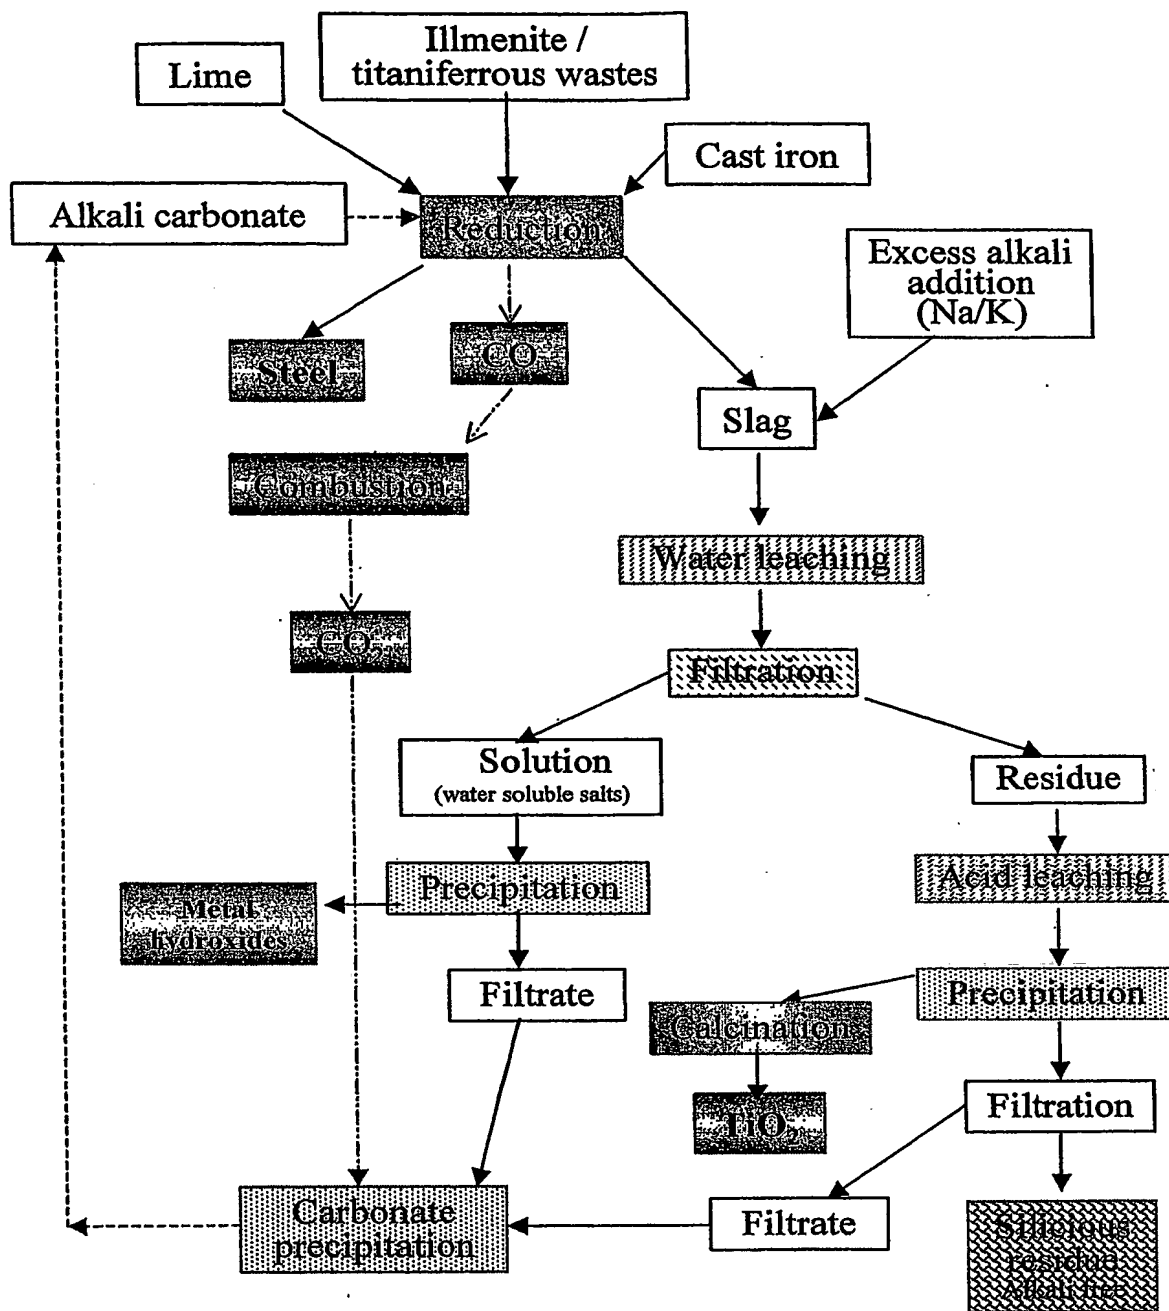 Illmenite /
titaniferrous wastes
Lime
Cast iron
Alkali carbonate
Reduction
Excess alkali
addition
(Na/K)
Steel
CO
Slag
Combustion
Water leaching
CO2
Filtration
Solution
(water soluble salts)
Residue
Precipitation
Acid leaching
Metal
hydroxides
Filtrate
Precipitation
Calcination
Filtration
TiO2
Carbonate
precipitation
Filtrate
Silicious
residue
Alkali free